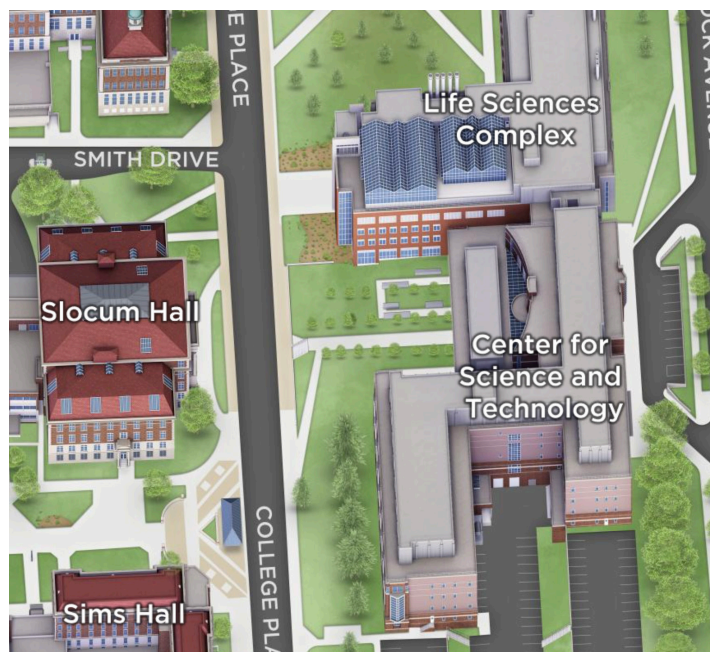 PLACE
Life Sciences
Complex
SMITH DRIVE
Slocum Hall
Center for
Science and
Technology
COLLEGE PLA
Sims Hall